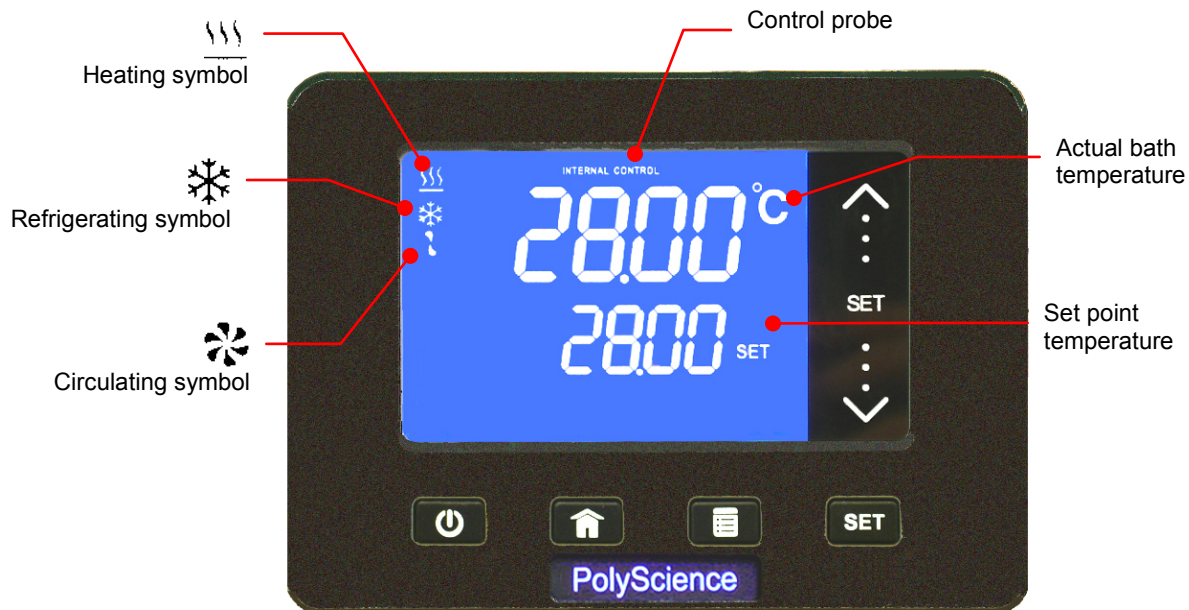 Control probe
Heating symbol
Actual bath
temperature
INTERNAL CONTROL
28.00 °C
Refrigerating symbol
SET
28.00 SET
Set point
temperature
Circulating symbol
SET
PolyScience